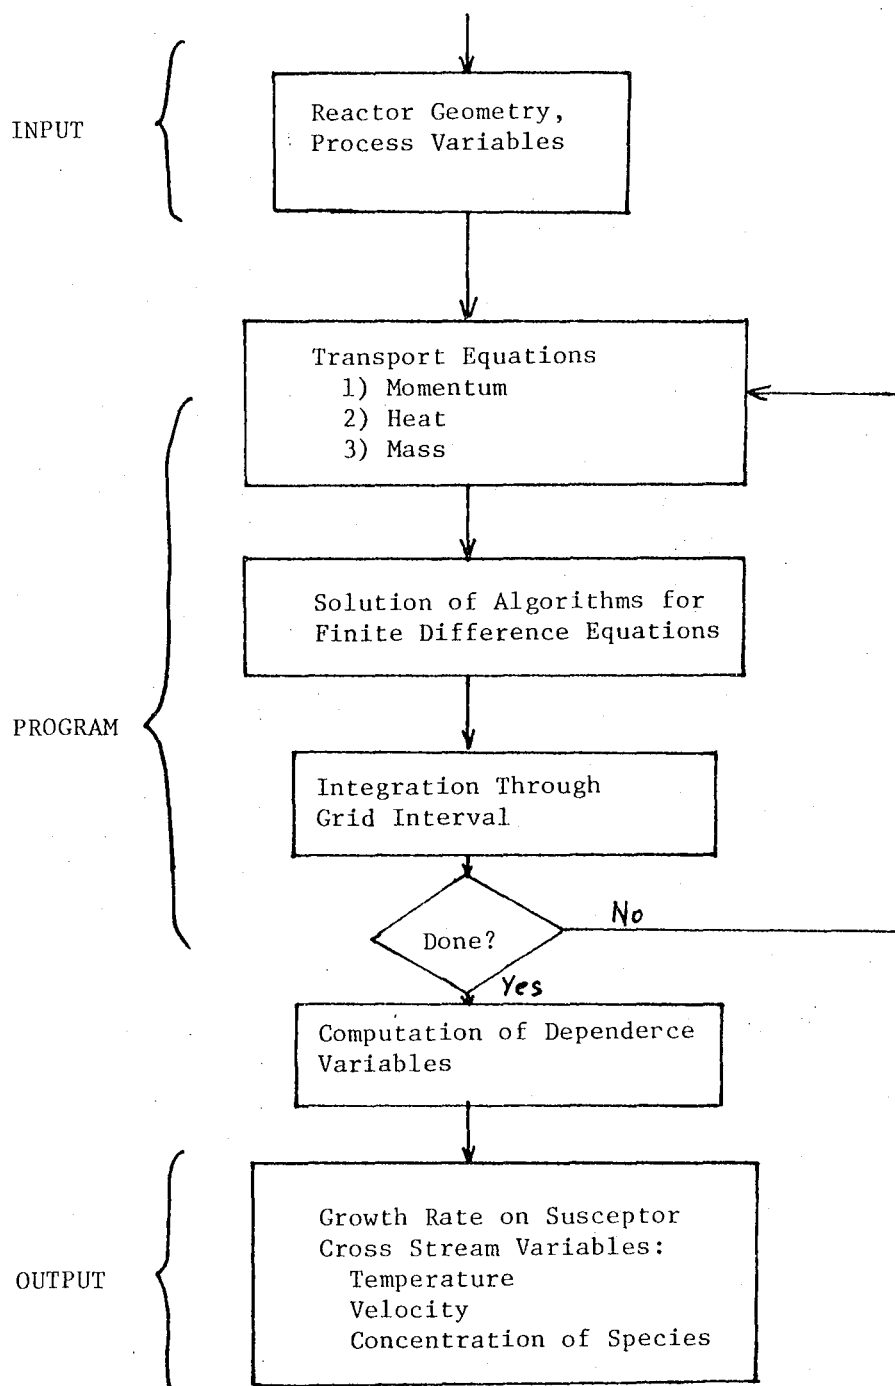 INPUT
Reactor Geometry,
Process Variables
Transport Equations
1) Momentum
2) Heat
3) Mass
Solution of Algorithms for
Finite Difference Equations
PROGRAM
Integration Through
Grid Interval
Done?
No
Yes
Computation of Dependerce
Variables
OUTPUT
Growth Rate on Susceptor
Cross Stream Variables:
Temperature
Velocity
Concentration of Species